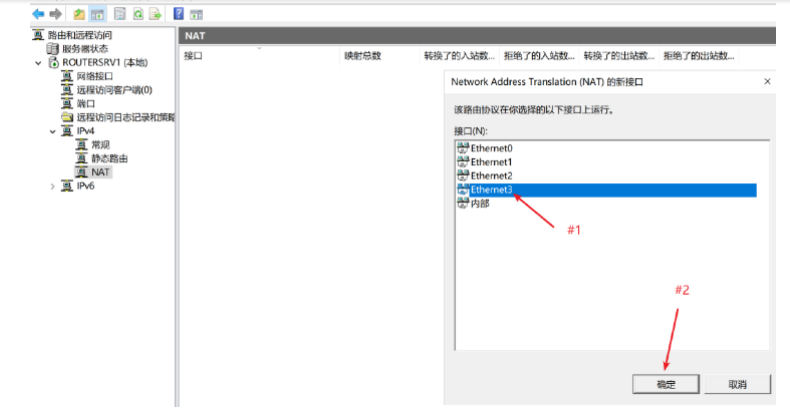 路由和远程访问
服务器状态
ROUTERSRV1 (本地)
网络接口
远程访问客户端(0)
端口
远程访问日志记录和策略
IPv4
常规
静态路由
NAT
IPv6
NAT
接口 映射总数 转换了的入站数... 拒绝了的入站数... 转换了的出站数... 拒绝了的出站数...
Network Address Translation (NAT) 的新接口
该路由协议在你选择的以下接口上运行。
接口(N):
Ethernet0
Ethernet1
Ethernet2
Ethernet3
内部
#1
#2
确定 取消